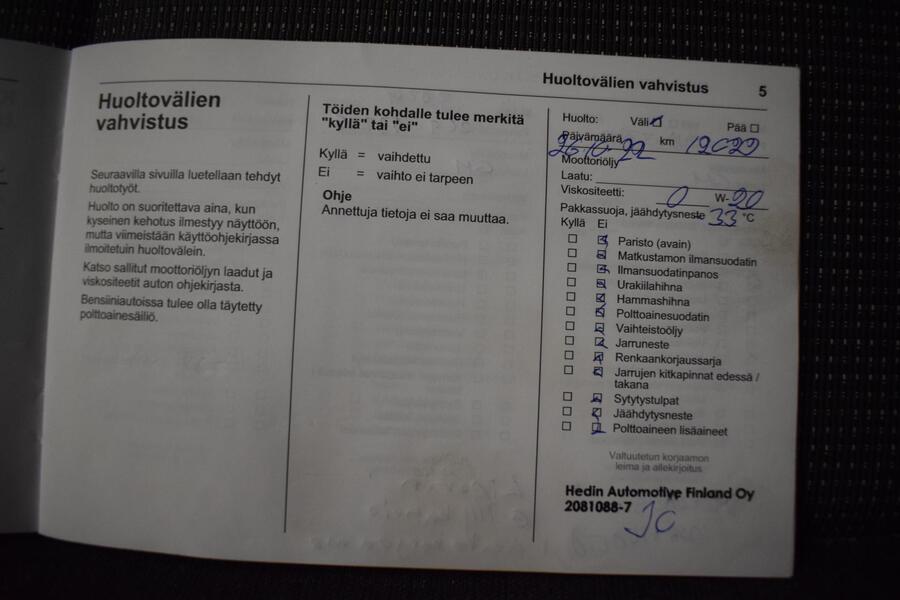 Huoltovälien vahvistus 5
Huoltovälien
vahvistus
Seuraavilla sivuilla luetellaan tehdyt
huoltotyöt.
Huolto on suoritettava aina, kun
kyseinen kehotus ilmestyy näyttöön,
mutta viimeistään käyttöohjekirjassa
ilmoitetuin huoltovälein.
Katso sallitut moottoriöljyn laadut ja
viskositeetit auton ohjekirjasta.
Bensiiniautoissa tulee olla täytetty
polttoainesäiliö.
Töiden kohdalle tulee merkitä
"kyllä" tai "ei"
Kyllä = vaihdettu
Ei = vaihto ei tarpeen
Ohje
Annettuja tietoja ei saa muuttaa.
Huolto: Väli Pää
Päivämäärä 26.10.22 km 12022
Moottoriöljy
Laatu:
Viskositeetti: 0 W- 20
Pakkassuoja, jäähdytysneste 33 °C
Kyllä Ei
Paristo (avain)
Matkustamon ilmansuodatin
Ilmansuodatinpanos
Urakiilahihna
Hammashihna
Polttoainesuodatin
Vaihteistoöljy
Jarruneste
Renkaankorjaussarja
Jarrujen kitkapinnat edessä /
takana
Sytytystulpat
Jäähdytysneste
Polttoaineen lisäaineet
Valtuutetun korjaamon
leima ja allekirjoitus
Hedin Automotive Finland Oy
2081088-7